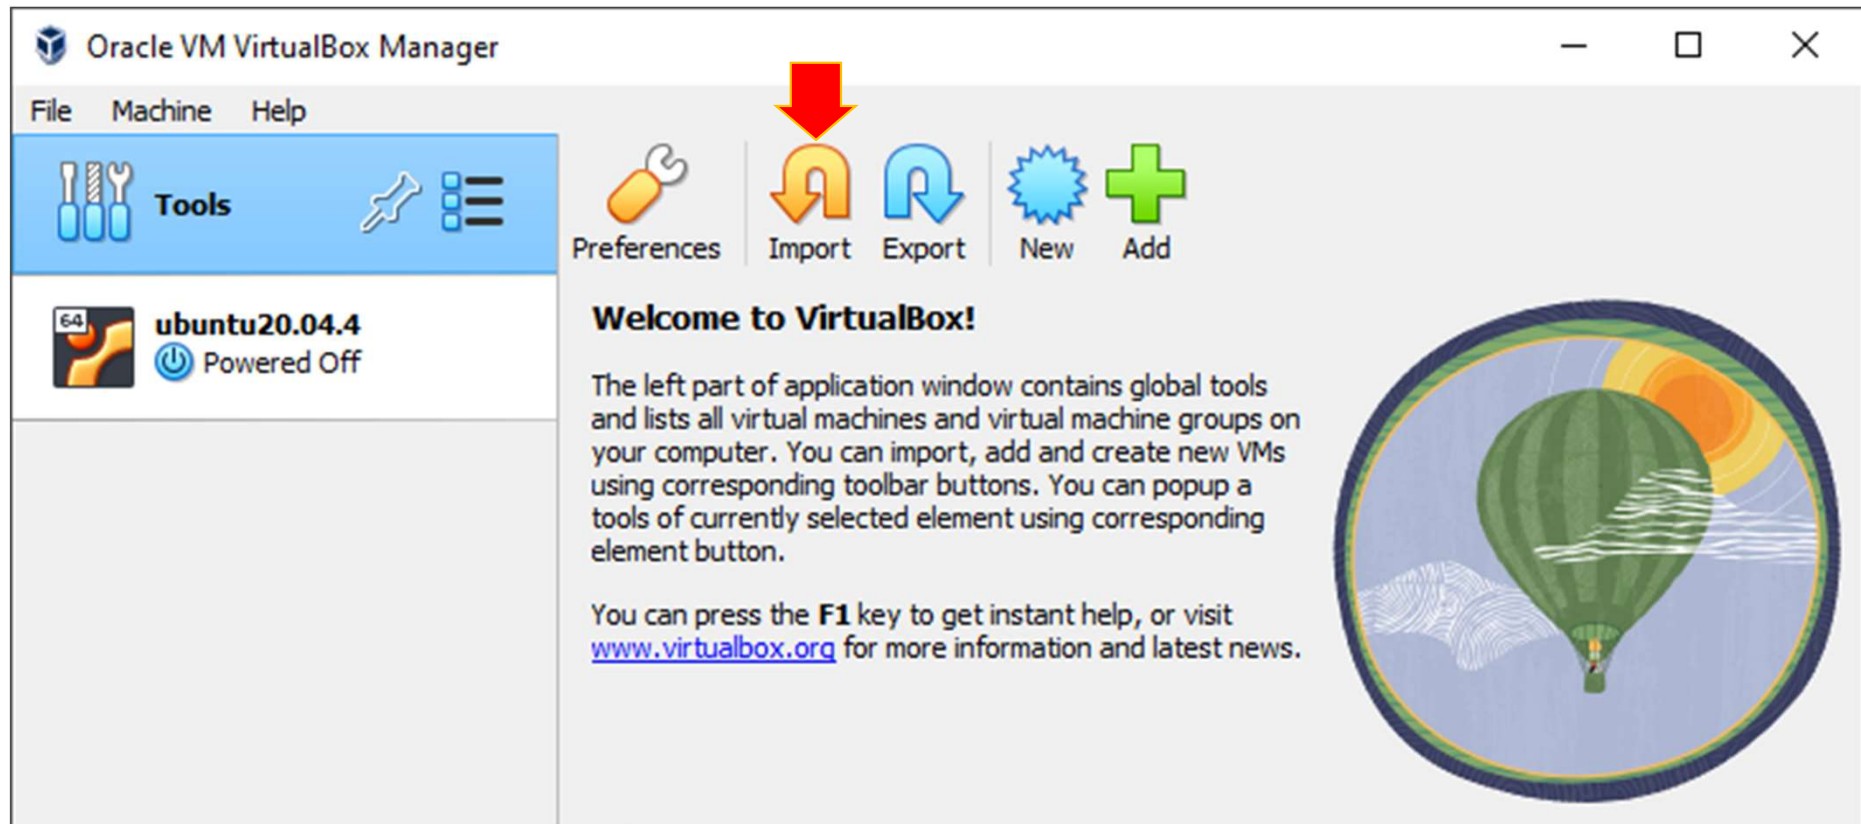 Oracle VM VirtualBox Manager
File Machine Help
Tools
Preferences Import Export New Add
64
ubuntu20.04.4
Powered Off
Welcome to VirtualBox!
The left part of application window contains global tools
and lists all virtual machines and virtual machine groups on
your computer. You can import, add and create new VMs
using corresponding toolbar buttons. You can popup a
tools of currently selected element using corresponding
element button.
You can press the F1 key to get instant help, or visit
www.virtualbox.org for more information and latest news.